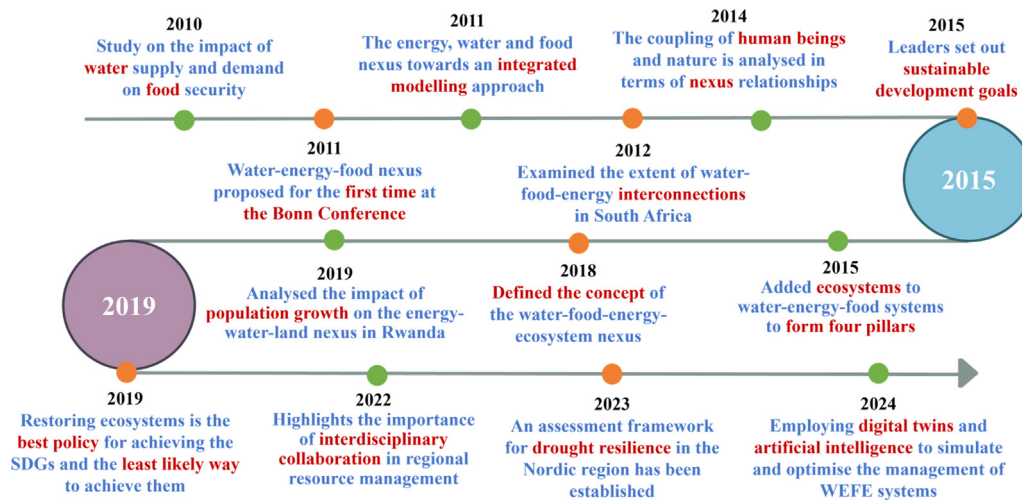 2010
Study on the impact of
water supply and demand
on food security
2011
The energy, water and food
nexus towards an integrated
modelling approach
2014
The coupling of human beings
and nature is analysed in
terms of nexus relationships
2015
Leaders set out
sustainable
development goals
2011
Water-energy-food nexus
proposed for the first time at
the Bonn Conference
2012
Examined the extent of water-
food-energy interconnections
in South Africa
2015
2019
2019
Analysed the impact of
population growth on the energy-
water-land nexus in Rwanda
2018
Defined the concept of
the water-food-energy-
ecosystem nexus
2015
Added ecosystems to
water-energy-food systems
to form four pillars
2019
Restoring ecosystems is the
best policy for achieving the
SDGs and the least likely way
to achieve them
2022
Highlights the importance
of interdisciplinary
collaboration in regional
resource management
2023
An assessment framework
for drought resilience in the
Nordic region has been
established
2024
Employing digital twins and
artificial intelligence to simulate
and optimise the management of
WEFE systems